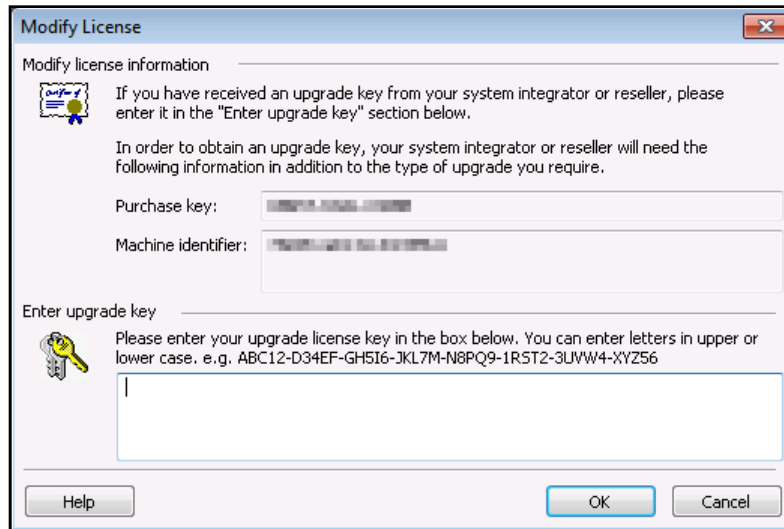 Modify License
Modify license information
If you have received an upgrade key from your system integrator or reseller, please
enter it in the "Enter upgrade key" section below.
In order to obtain an upgrade key, your system integrator or reseller will need the
following information in addition to the type of upgrade you require.
Purchase key:
Machine identifier:
Enter upgrade key
Please enter your upgrade license key in the box below. You can enter letters in upper or
lower case. e.g. ABC12-D34EF-GH5I6-JKL7M-N8PQ9-1RST2-3UVW4-XYZ56
Help OK Cancel